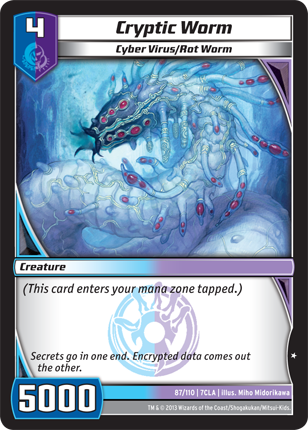 4
Cryptic Worm
Cyber Virus/Rot Worm
Creature
(This card enters your mana zone tapped.)
Secrets go in one end. Encrypted data comes out
the other.
5000
87/110 | 7CLA | Illus. Miho Midorikawa
TM & © 2013 Wizards of the Coast/Shogakukan/Mitsui-Kids.